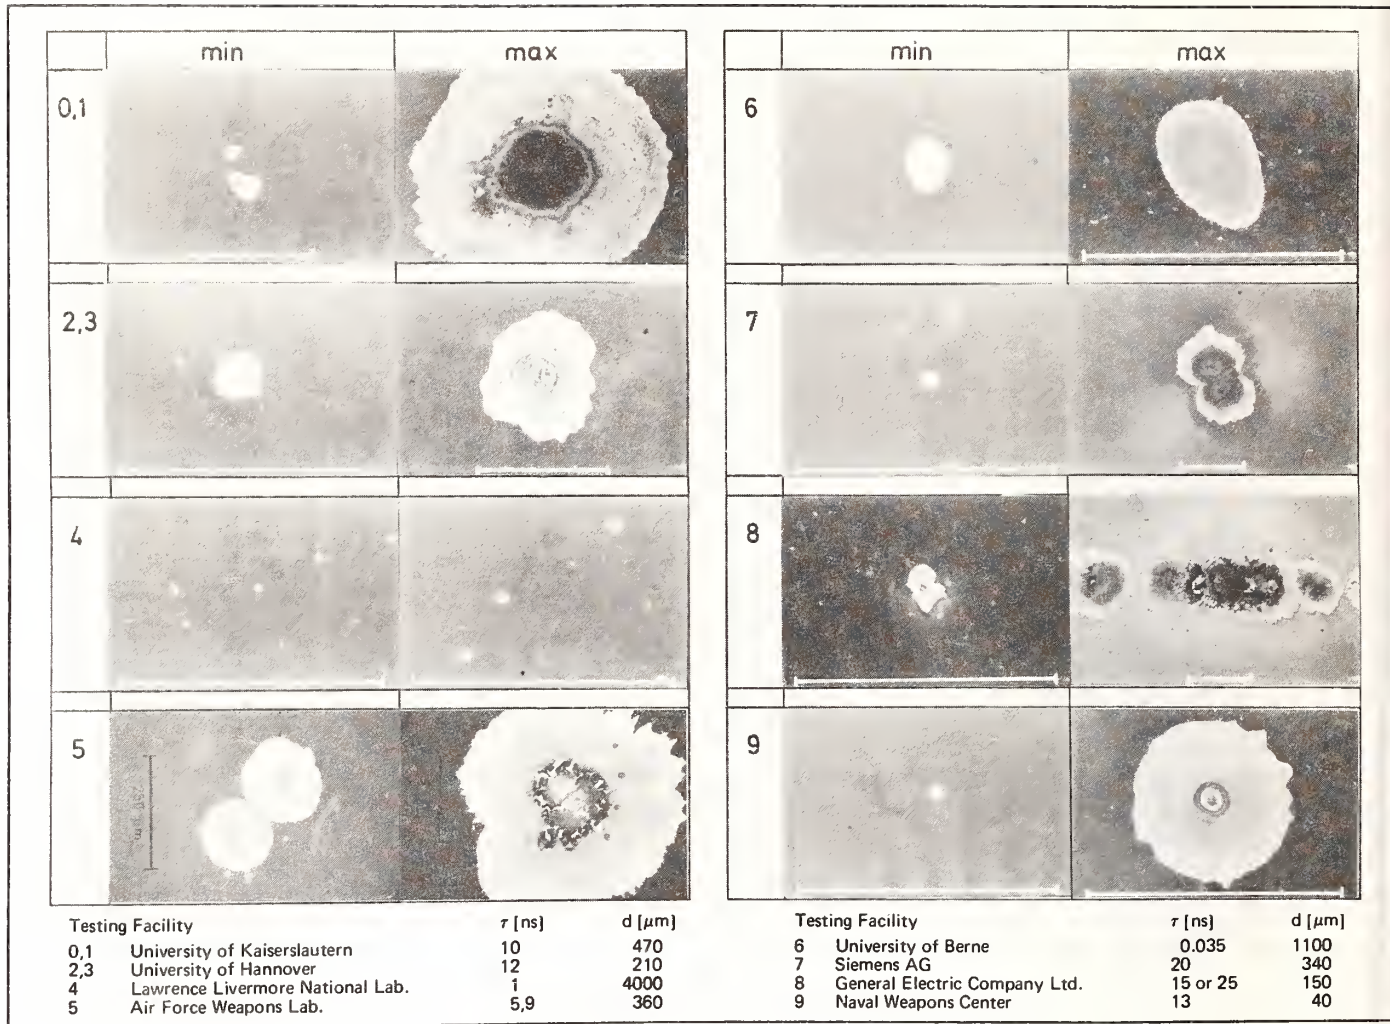 min max
0,1
2,3
4
5
Testing Facility τ [ns] d [μm]
0,1 University of Kaiserslautern 10 470
2,3 University of Hannover 12 210
4 Lawrence Livermore National Lab. 1 4000
5 Air Force Weapons Lab. 5,9 360
min max
6
7
8
9
Testing Facility τ [ns] d [μm]
6 University of Berne 0.035 1100
7 Siemens AG 20 340
8 General Electric Company Ltd. 15 or 25 150
9 Naval Weapons Center 13 40